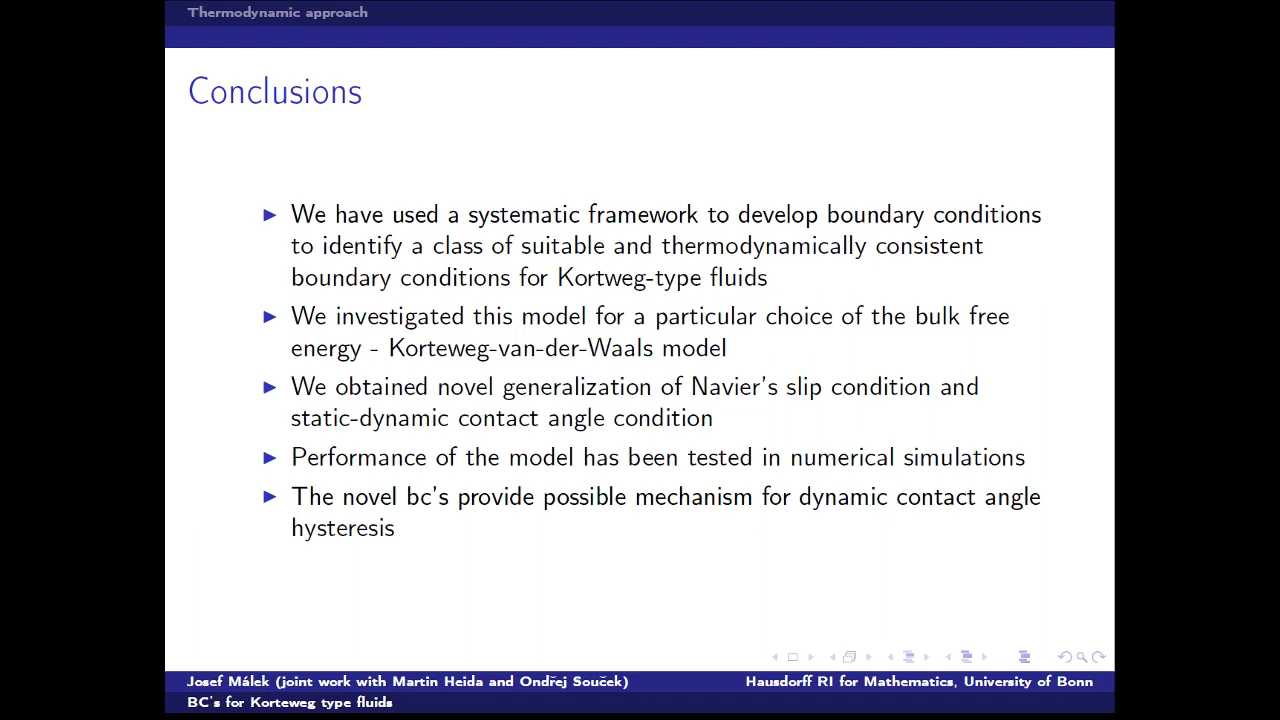 Thermodynamic approach
Conclusions
We have used a systematic framework to develop boundary conditions
to identify a class of suitable and thermodynamically consistent
boundary conditions for Kortweg-type fluids
We investigated this model for a particular choice of the bulk free
energy - Korteweg-van-der-Waals model
We obtained novel generalization of Navier's slip condition and
static-dynamic contact angle condition
Performance of the model has been tested in numerical simulations
The novel bc's provide possible mechanism for dynamic contact angle
hysteresis
Josef Málek (joint work with Martin Heida and Ondřej Souček)
Hausdorff RI for Mathematics, University of Bonn
BC's for Korteweg type fluids